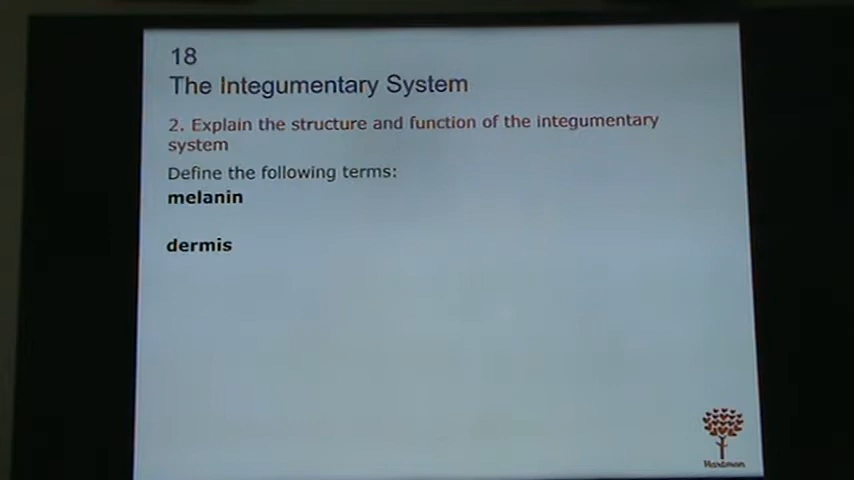 18
The Integumentary System
2. Explain the structure and function of the integumentary
system
Define the following terms:
melanin
dermis
Hartman